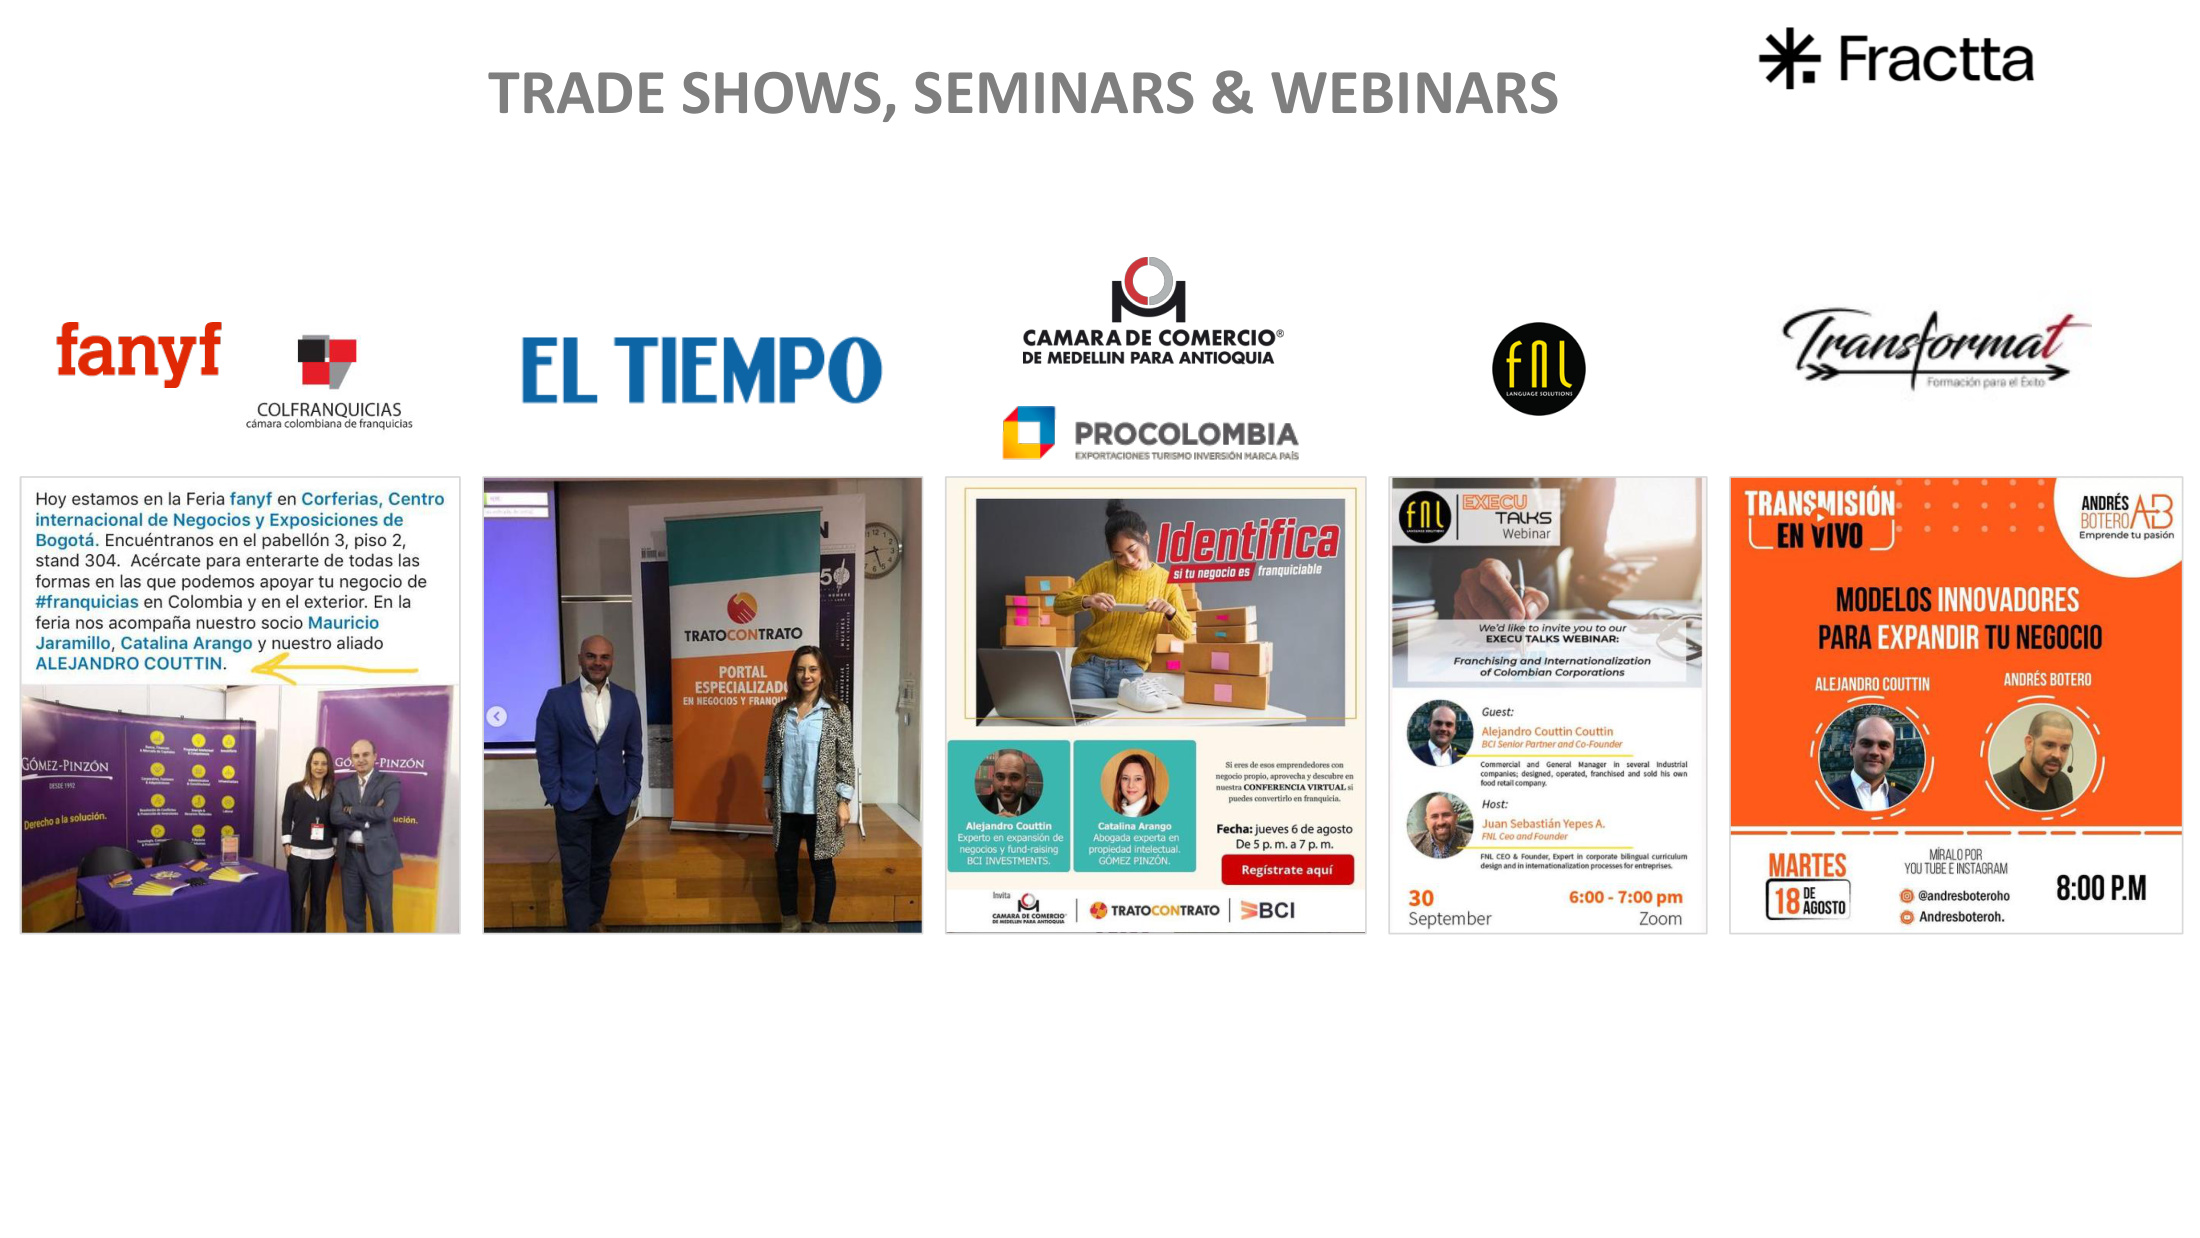 TRADE SHOWS, SEMINARS & WEBINARS
Fractta
fanyf
COLFRANQUICIAS
cámara colombiana de franquicias
EL TIEMPO
CAMARA DE COMERCIO®
DE MEDELLIN PARA ANTIOQUIA
PROCOLOMBIA
EXPORTACIONES TURISMO INVERSIÓN MARCA PAÍS
fnl
LANGUAGE SOLUTIONS
Transformat
Formación para el Éxito
Hoy estamos en la Feria fanyf en Corferias, Centro
internacional de Negocios y Exposiciones de
Bogotá. Encuéntranos en el pabellón 3, piso 2,
stand 304. Acércate para enterarte de todas las
formas en las que podemos apoyar tu negocio de
#franquicias en Colombia y en el exterior. En la
feria nos acompaña nuestro socio Mauricio
Jaramillo, Catalina Arango y nuestro aliado
ALEJANDRO COUTTIN.
GÓMEZ-PINZÓN
DESDE 1992
Derecho a la solución.
GÓMEZ-PINZÓN
ución.
TRATOCONTRATO
PORTAL
ESPECIALIZADO
EN NEGOCIOS Y FRANQU
Identifica
si tu negocio es franquiciable
Alejandro Couttin
Experto en expansión de
negocios y fund-raising
BCI INVESTMENTS.
Catalina Arango
Abogada experta en
propiedad intelectual.
GÓMEZ PINZÓN.
Si eres de esos emprendedores con
negocio propio, aprovecha y descubre en
nuestra CONFERENCIA VIRTUAL si
puedes convertirlo en franquicia.
Fecha: jueves 6 de agosto
De 5 p. m. a 7 p. m.
Regístrate aquí
Invita
CAMARA DE COMERCIO
DE MEDELLIN PARA ANTIOQUIA
TRATOCONTRATO
BCI
fnl
EXECU
TALKS
Webinar
We'd like to invite you to our
EXECU TALKS WEBINAR:
Franchising and Internationalization
of Colombian Corporations
Guest:
Alejandro Couttin Couttin
BCI Senior Partner and Co-Founder
Commercial and General Manager in several Industrial
companies; designed, operated, franchised and sold his own
food retail company.
Host:
Juan Sebastián Yepes A.
FNL Ceo and Founder
FNL CEO & Founder, Expert in corporate bilingual curriculum
design and in internationalization processes for entreprises.
30
September
6:00 - 7:00 pm
Zoom
TRANSMISIÓN
EN VIVO
ANDRÉS
BOTERO AB
Emprende tu pasión
MODELOS INNOVADORES
PARA EXPANDIR TU NEGOCIO
ALEJANDRO COUTTIN
ANDRÉS BOTERO
MARTES
18 DE
AGOSTO
MÍRALO POR
YOU TUBE E INSTAGRAM
@andresboteroho
Andresboteroh.
8:00 P.M